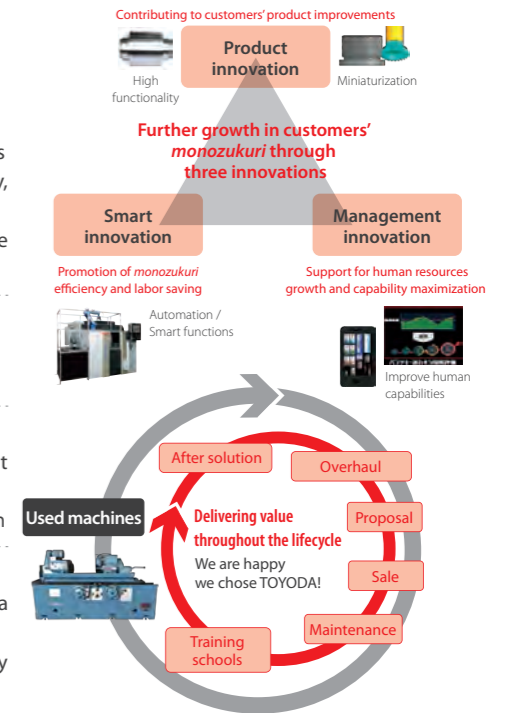 Contributing to customers' product improvements
Product
innovation
High
functionality
Miniaturization
Further growth in customers'
monozukuri through
three innovations
Smart
innovation
Management
innovation
Promotion of monozukuri
efficiency and labor saving
Support for human resources
growth and capability maximization
Automation /
Smart functions
Improve human
capabilities
After solution
Overhaul
Used machines
Delivering value
throughout the lifecycle
We are happy
we chose TOYODA!
Proposal
Sale
Maintenance
Training
schools